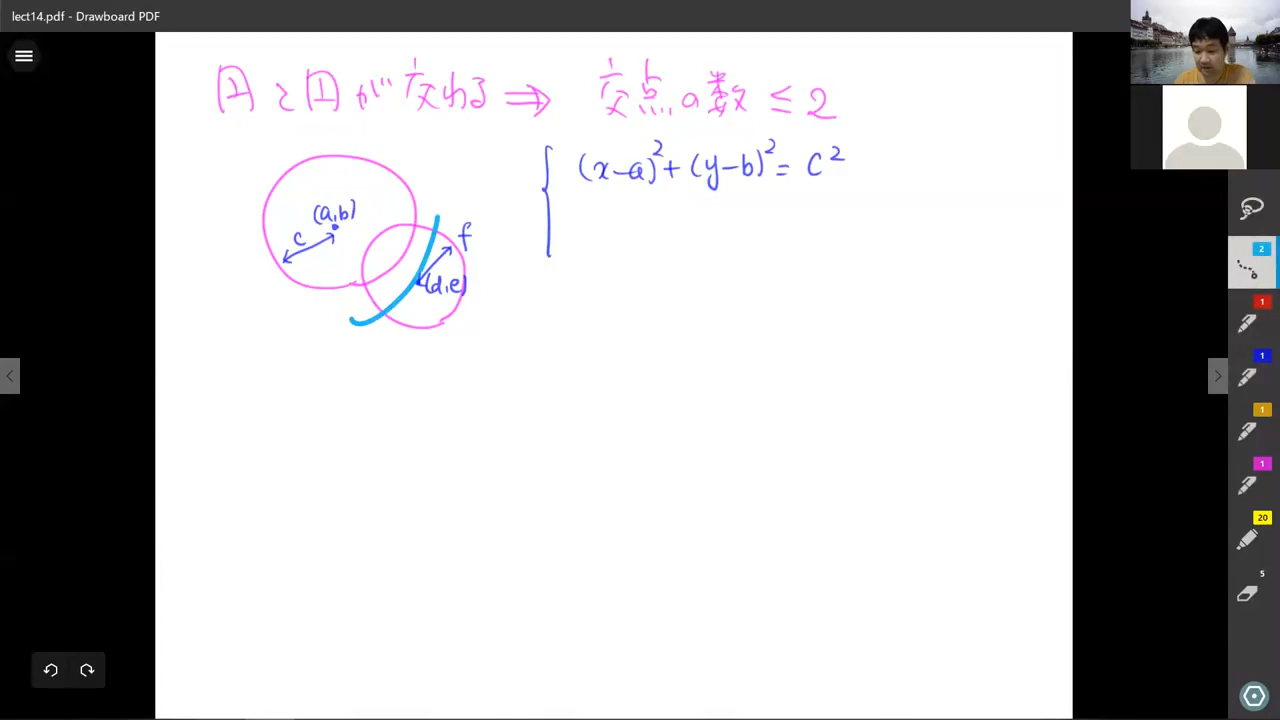 lect14.pdf - Drawboard PDF
円と円が交わる ⇒ 交点の数 ≤ 2
(x-a)²+(y-b)²= c²
(a,b)
c
f
(d,e)
2
1
1
1
1
20
5